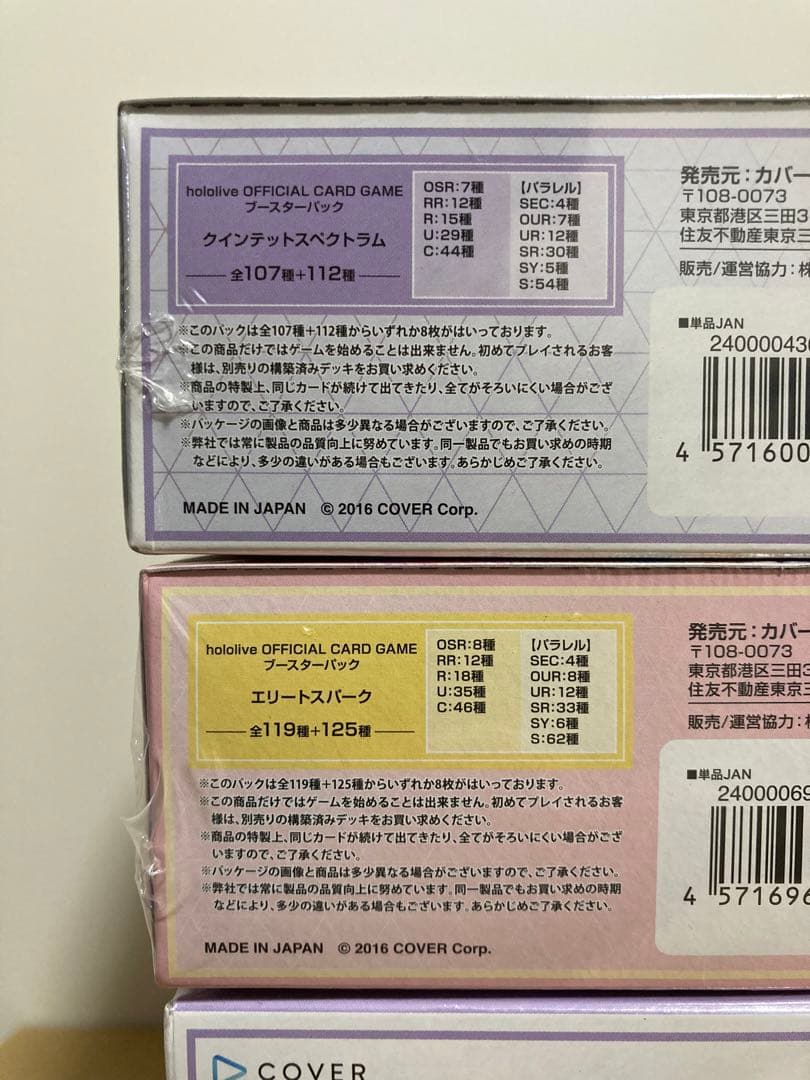 hololive OFFICIAL CARD GAME
ブースターパック
クインテットスペクトラム
全107種+112種
OSR:7種
RR:12種
R:15種
U:29種
C:44種
【パラレル】
SEC:4種
OUR:7種
UR:12種
SR:30種
SY:5種
S:54種
※このパックは全107種+112種からいずれか8枚がはいっております。
※この商品だけではゲームを始めることは出来ません。初めてプレイされるお客
様は、別売りの構築済みデッキをお買い求めください。
※商品の特製上、同じカードが続けて出てきたり、全てがそろいにくい場合がござ
いますので、ご了承ください。
※パッケージの画像と商品は多少異なる場合がございますので、ご了承ください。
※弊社では常に製品の品質向上に努めています。同一製品でもお買い求めの時期
などにより、多少の違いがある場合もございます。あらかじめご了承ください。
MADE IN JAPAN © 2016 COVER Corp.
発売元:カバー
〒108-0073
東京都港区三田3
住友不動産東京三
販売/運営協力:株
■単品JAN
240000430
4 571600
hololive OFFICIAL CARD GAME
ブースターパック
エリートスパーク
全119種+125種
OSR:8種
RR:12種
R:18種
U:35種
C:46種
【パラレル】
SEC:4種
OUR:8種
UR:12種
SR:33種
SY:6種
S:62種
※このパックは全119種+125種からいずれか8枚がはいっております。
※この商品だけではゲームを始めることは出来ません。初めてプレイされるお客
様は、別売りの構築済みデッキをお買い求めください。
※商品の特製上、同じカードが続けて出てきたり、全てがそろいにくい場合がござ
いますので、ご了承ください。
※パッケージの画像と商品は多少異なる場合がございますので、ご了承ください。
※弊社では常に製品の品質向上に努めています。同一製品でもお買い求めの時期
などにより、多少の違いがある場合もございます。あらかじめご了承ください。
MADE IN JAPAN © 2016 COVER Corp.
発売元:カバー
〒108-0073
東京都港区三田3
住友不動産東京三
販売/運営協力:
■単品JAN
24000069
4 571696
COVER